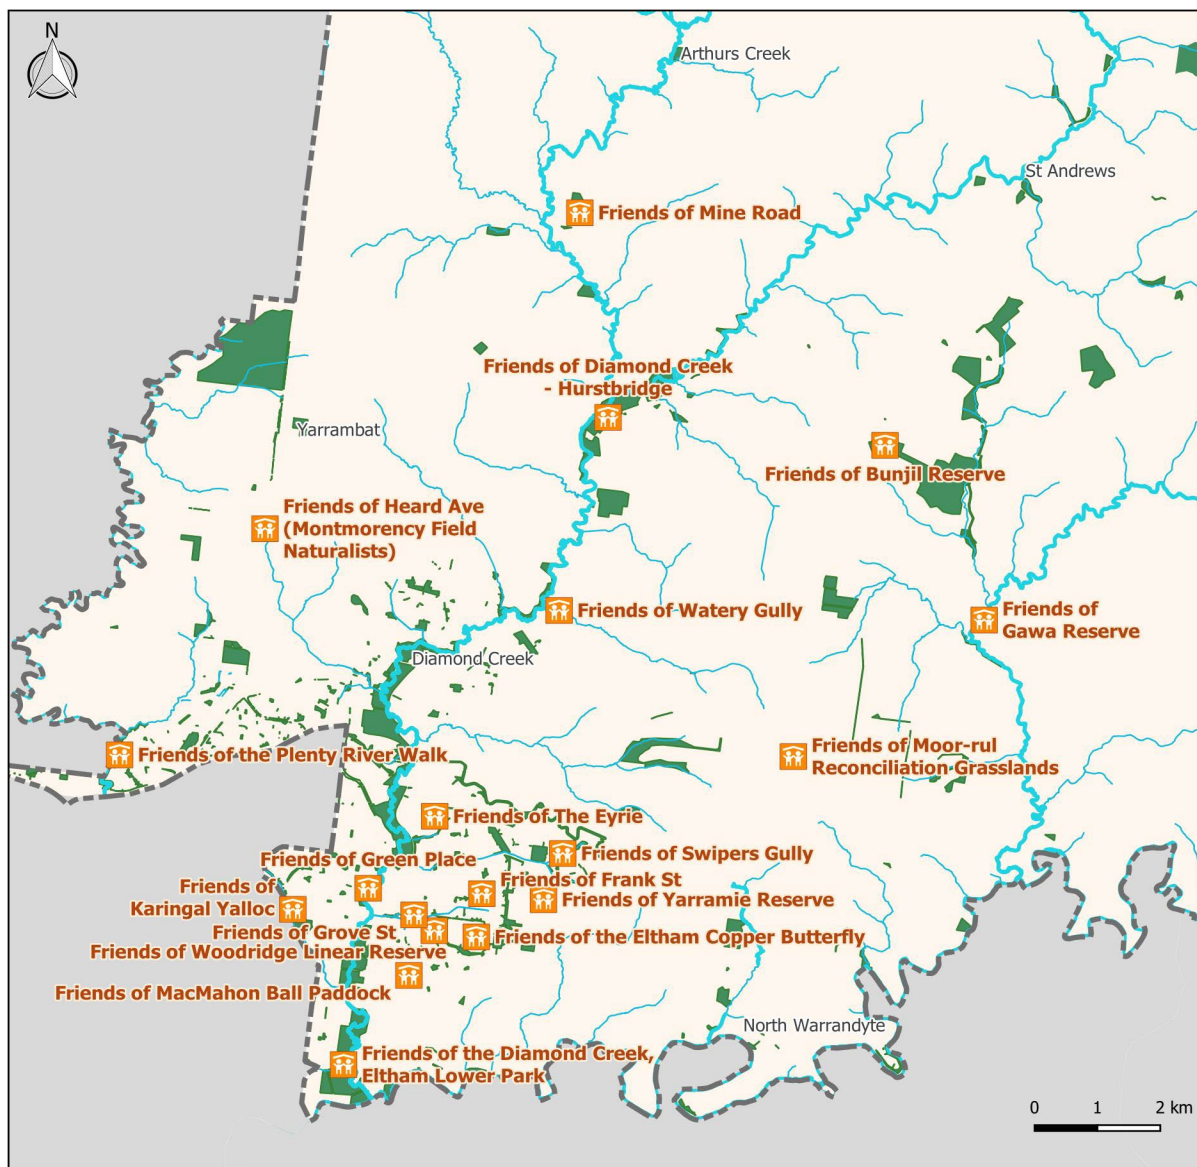 N
Arthurs Creek
St Andrews
Friends of Mine Road
Friends of Diamond Creek
- Hurstbridge
Yarrambat
Friends of Bunjil Reserve
Friends of Heard Ave
(Montmorency Field
Naturalists)
Friends of Watery Gully
Friends of
Gawa Reserve
Diamond Creek
Friends of the Plenty River Walk
Friends of Moor-rul
Reconciliation Grasslands
Friends of The Eyrie
Friends of Swipers Gully
Friends of Green Place
Friends of Frank St
Friends of
Karingal Yalloc
Friends of Yarramie Reserve
Friends of Grove St
Friends of the Eltham Copper Butterfly
Friends of Woodridge Linear Reserve
Friends of MacMahon Ball Paddock
North Warrandyte
Friends of the Diamond Creek,
Eltham Lower Park
0 1 2 km